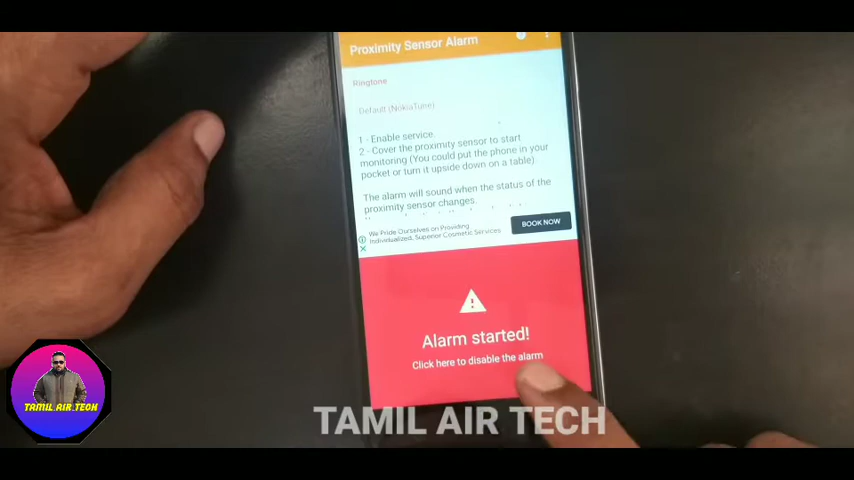 Proximity Sensor Alarm
Ringtone
Default (NokiaTune)
1 - Enable service.
2 - Cover the proximity sensor to start
monitoring (You could put the phone in your
pocket or turn it upside down on a table)
The alarm will sound when the status of the
proximity sensor changes.
We Pride Ourselves on Providing
Individualized, Superior Cosmetic Services
BOOK NOW
Alarm started!
Click here to disable the alarm
TAMIL AIR TECH
TAMIL AIR TECH